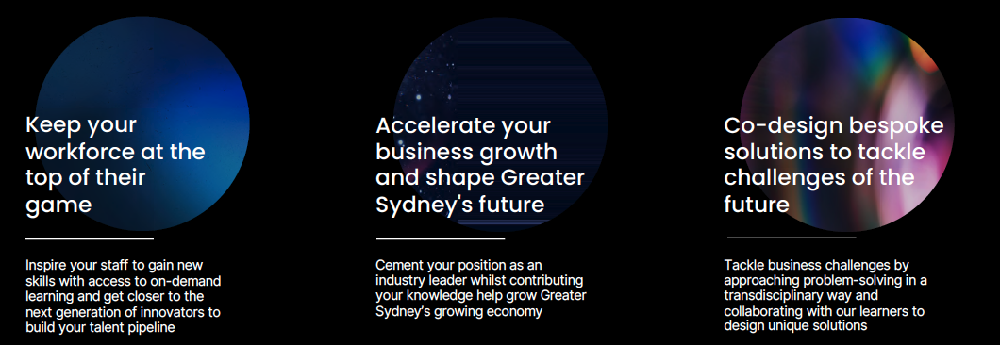 Keep your
workforce at the
top of their
game
Inspire your staff to gain new
skills with access to on-demand
learning and get closer to the
next generation of innovators to
build your talent pipeline
Accelerate your
business growth
and shape Greater
Sydney's future
Cement your position as an
industry leader whilst contributing
your knowledge help grow Greater
Sydney's growing economy
Co-design bespoke
solutions to tackle
challenges of the
future
Tackle business challenges by
approaching problem-solving in a
transdisciplinary way and
collaborating with our learners to
design unique solutions